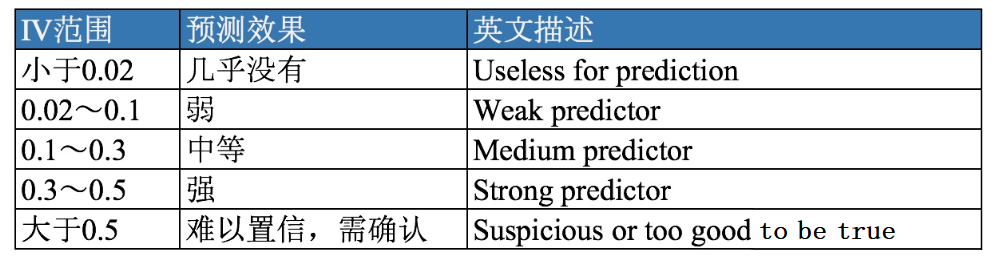 IV范围 预测效果 英文描述
小于0.02 几乎没有 Useless for prediction
0.02～0.1 弱 Weak predictor
0.1～0.3 中等 Medium predictor
0.3～0.5 强 Strong predictor
大于0.5 难以置信，需确认 Suspicious or too good to be true